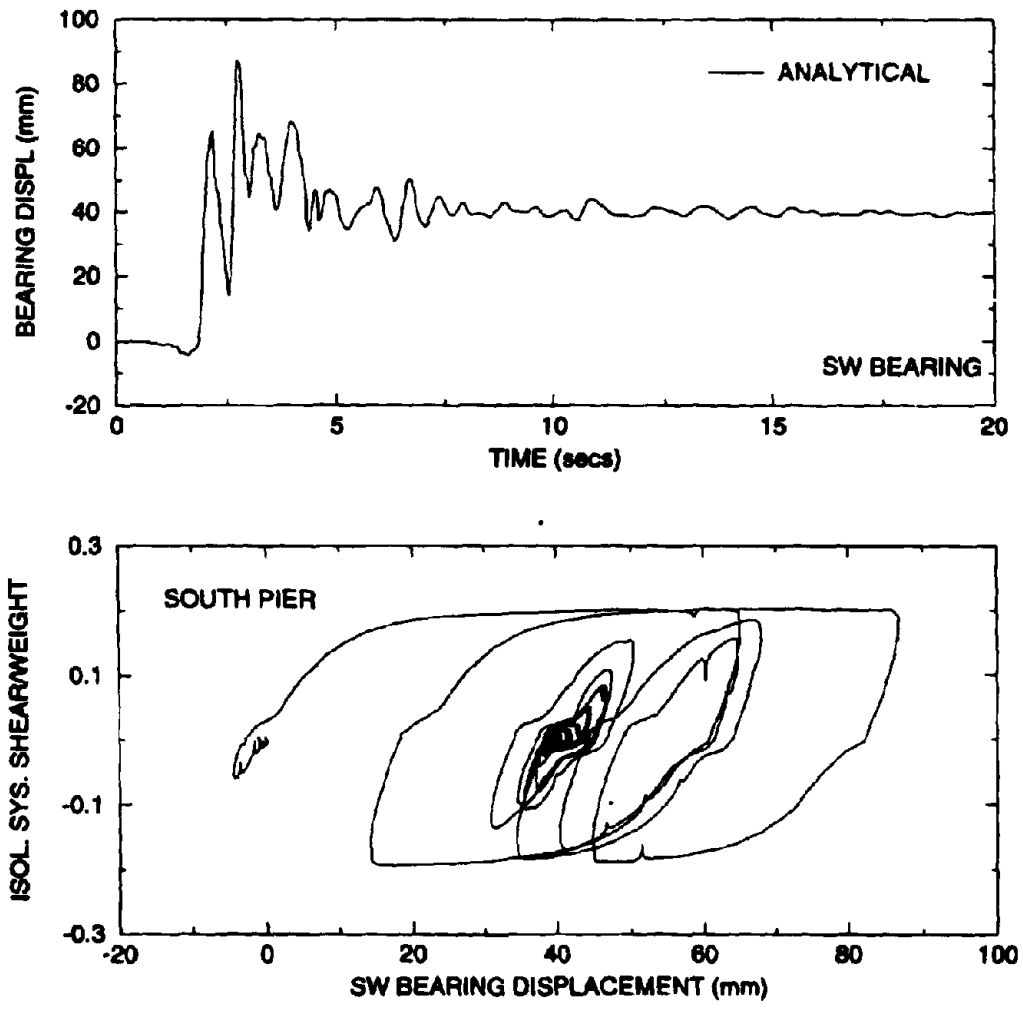 100
80
60
40
20
0
-20
BEARING DISPL (mm)
ANALYTICAL
SW BEARING
0 5 10 15 20
TIME (secs)
0.3
0.1
-0.1
-0.3
ISOL. SYS. SHEAR/WEIGHT
SOUTH PIER
-20 0 20 40 60 80 100
SW BEARING DISPLACEMENT (mm)